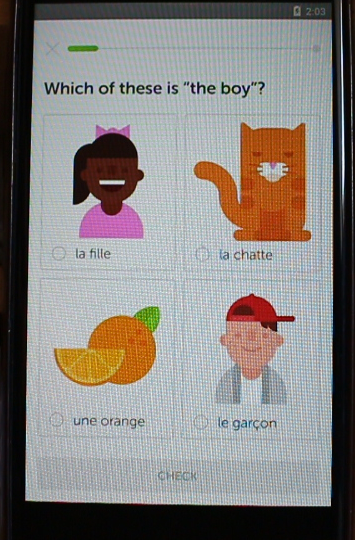 2:03
Which of these is "the boy"?
la fille
la chatte
une orange
le garçon
CHECK